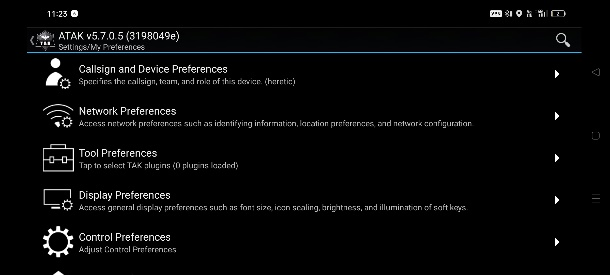 11:23
ATAK v5.7.0.5 (3198049e)
Settings/My Preferences
Callsign and Device Preferences
Specifies the callsign, team, and role of this device. (heretic)
Network Preferences
Access network preferences such as identifying information, location preferences, and network configuration.
Tool Preferences
Tap to select TAK plugins (0 plugins loaded)
Display Preferences
Access general display preferences such as font size, icon scaling, brightness, and illumination of soft keys.
Control Preferences
Adjust Control Preferences